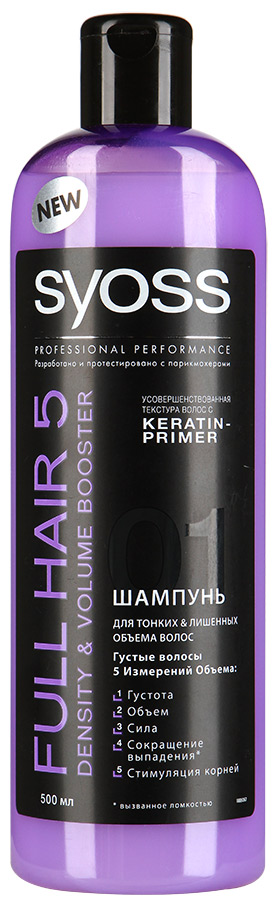 NEW
syoss
PROFESSIONAL PERFORMANCE
Разработано и протестировано с парикмахерами
FULL HAIR 5
DENSITY & VOLUME BOOSTER
УСОВЕРШЕНСТВОВАННАЯ
ТЕКСТУРА ВОЛОС С
KERATIN-
PRIMER
01
ШАМПУНЬ
ДЛЯ ТОНКИХ & ЛИШЕННЫХ
ОБЪЕМА ВОЛОС
Густые волосы
5 Измерений Объема:
1 Густота
2 Объем
3 Сила
4 Сокращение
выпадения*
5 Стимуляция корней
500 мл
* вызванное ломкостью